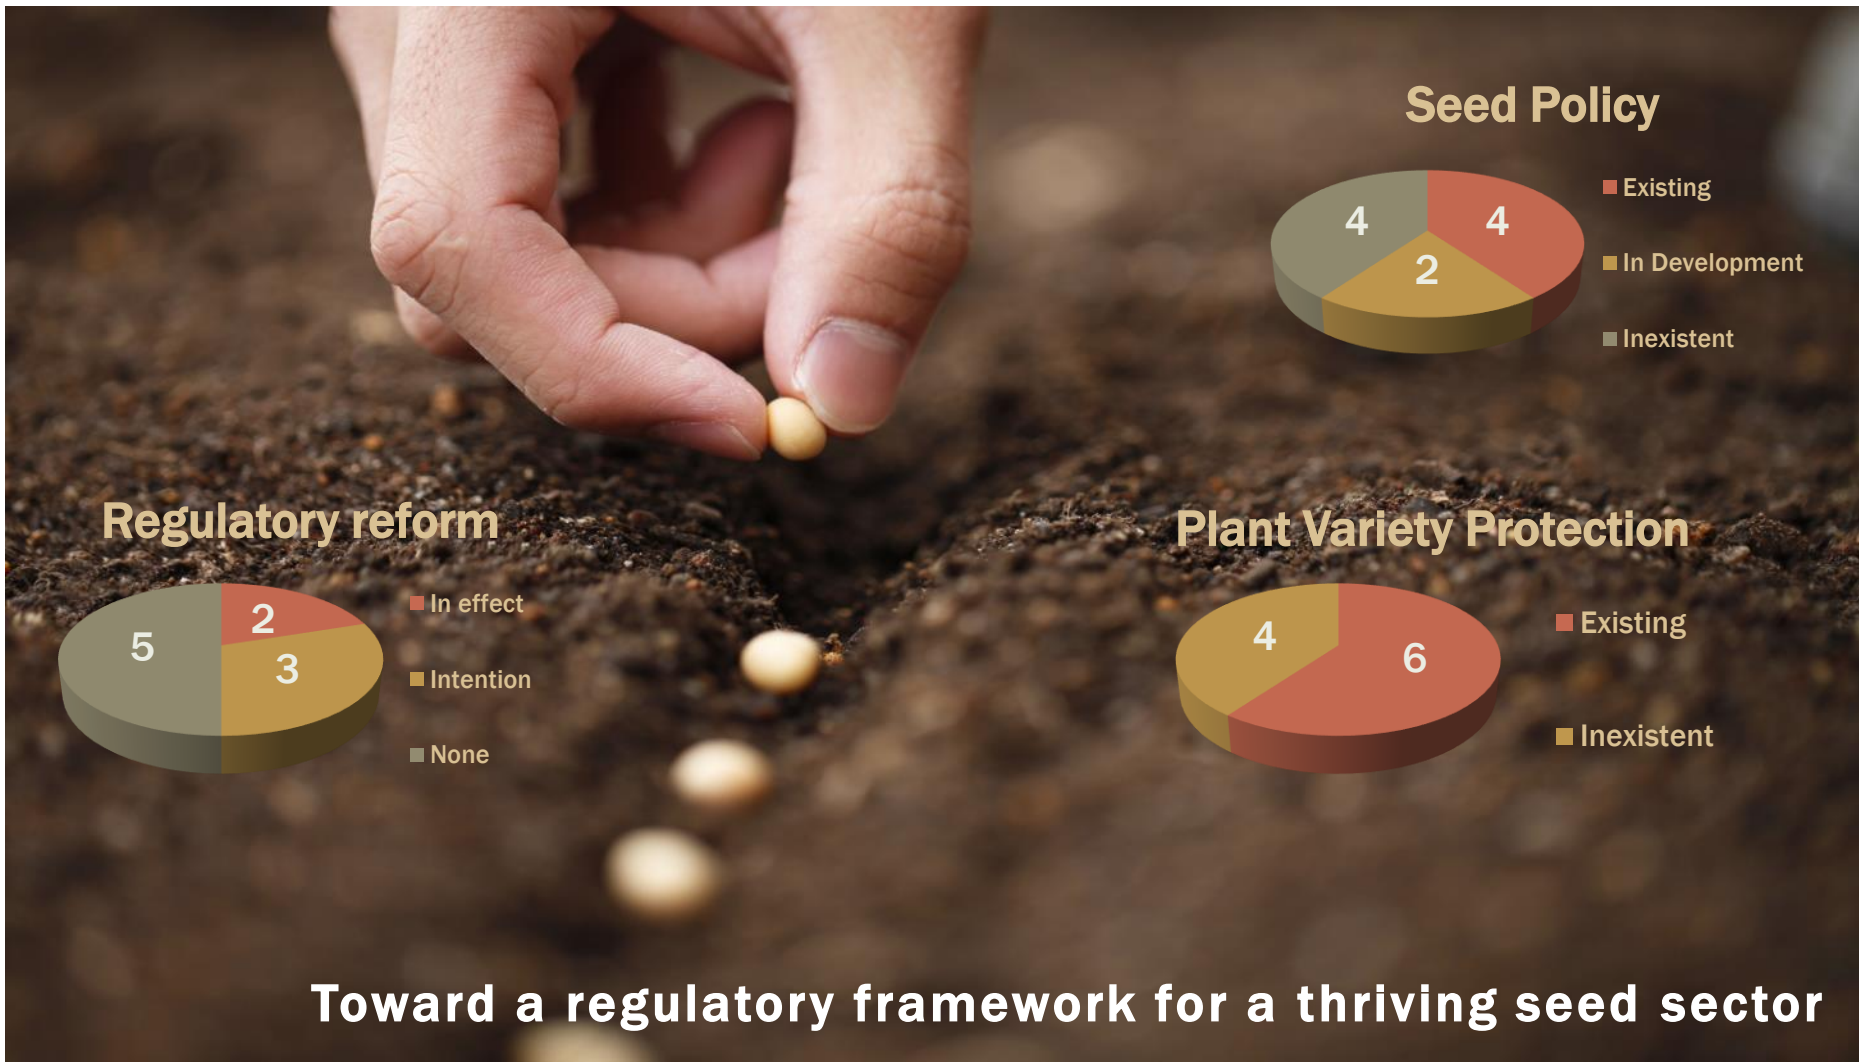 Seed Policy
4
4
2
Existing
In Development
Inexistent
Regulatory reform
5
2
3
In effect
Intention
None
Plant Variety Protection
4
6
Existing
Inexistent
Toward a regulatory framework for a thriving seed sector